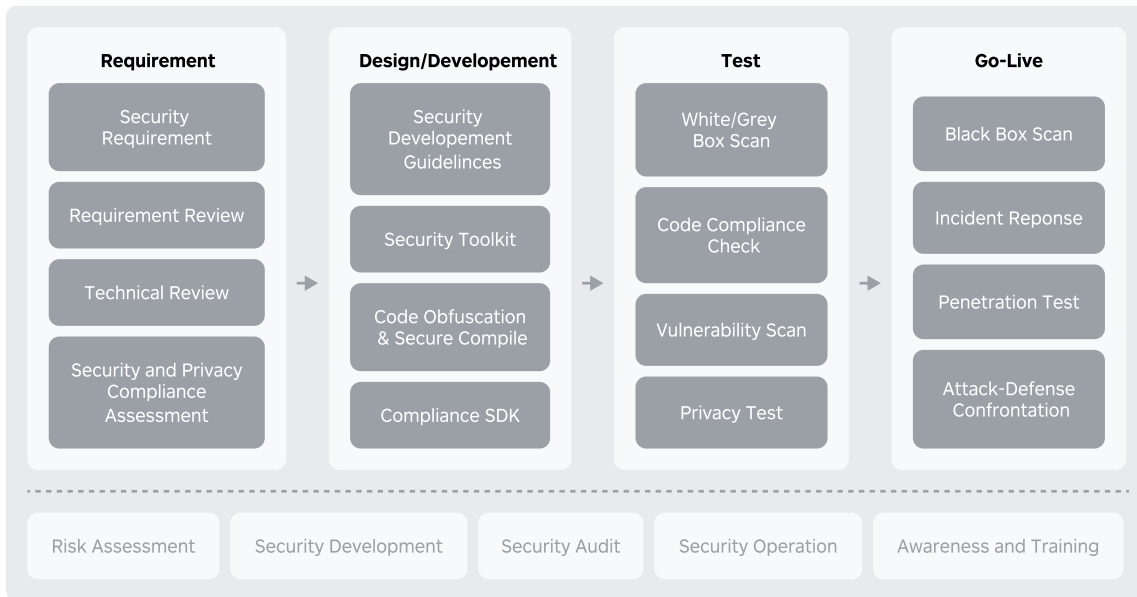 Requirement
Security
Requirement
Requirement Review
Technical Review
Security and Privacy
Compliance
Assessment
Design/Developement
Security
Developement
Guidelinces
Security Toolkit
Code Obfuscation
& Secure Compile
Compliance SDK
Test
White/Grey
Box Scan
Code Compliance
Check
Vulnerability Scan
Privacy Test
Go-Live
Black Box Scan
Incident Reponse
Penetration Test
Attack-Defense
Confrontation
Risk Assessment
Security Development
Security Audit
Security Operation
Awareness and Training